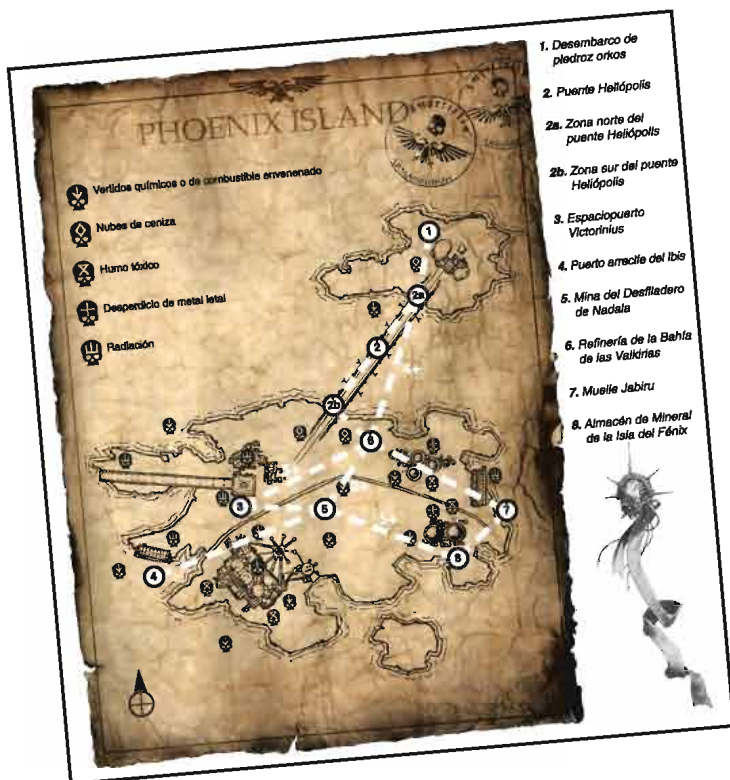 PHOENIX ISLAND
Vertidos químicos o de combustible envenenado
Nubes de ceniza
Humo tóxico
Desperdicio de metal letal
Radiación
1
2a
2
2b
3
4
5
6
7
1. Desembarco de
piedroz orkos
2. Puente Heliópolis
2a. Zona norte del
puente Heliópolis
2b. Zona sur del puente
Heliópolis
3. Espaciopuerto
Victorinius
4. Puerto arrecife del Ibis
5. Mina del Desfiladero
de Nadala
6. Refinería de la Bahía
de las Valkirias
7. Muelle Jabiru
8. Almacén de Mineral
de la Isla del Fénix